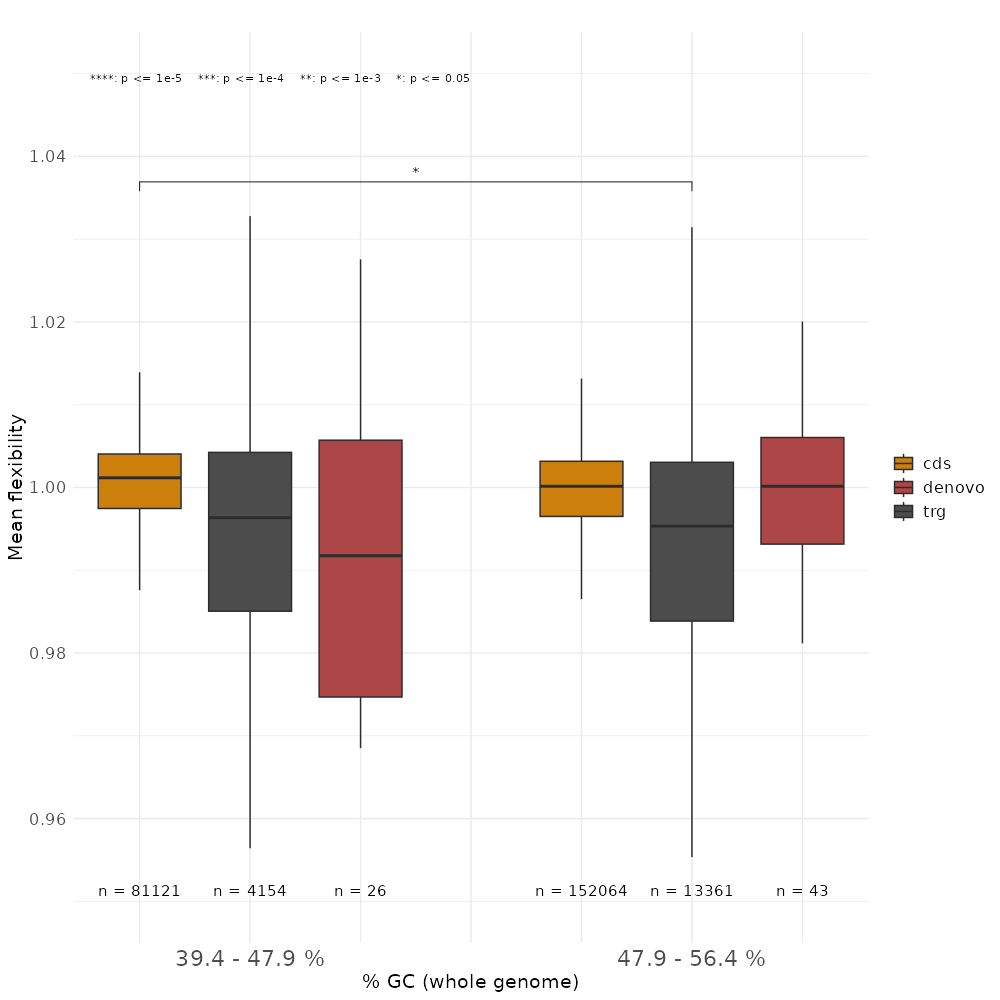 ****: p <= 1e-5 ***: p <= 1e-4 **: p <= 1e-3 *: p <= 0.05
*
1.04
1.02
1.00
0.98
0.96
Mean flexibility
cds
denovo
trg
n = 81121 n = 4154 n = 26 n = 152064 n = 13361 n = 43
39.4 - 47.9 % 47.9 - 56.4 %
% GC (whole genome)